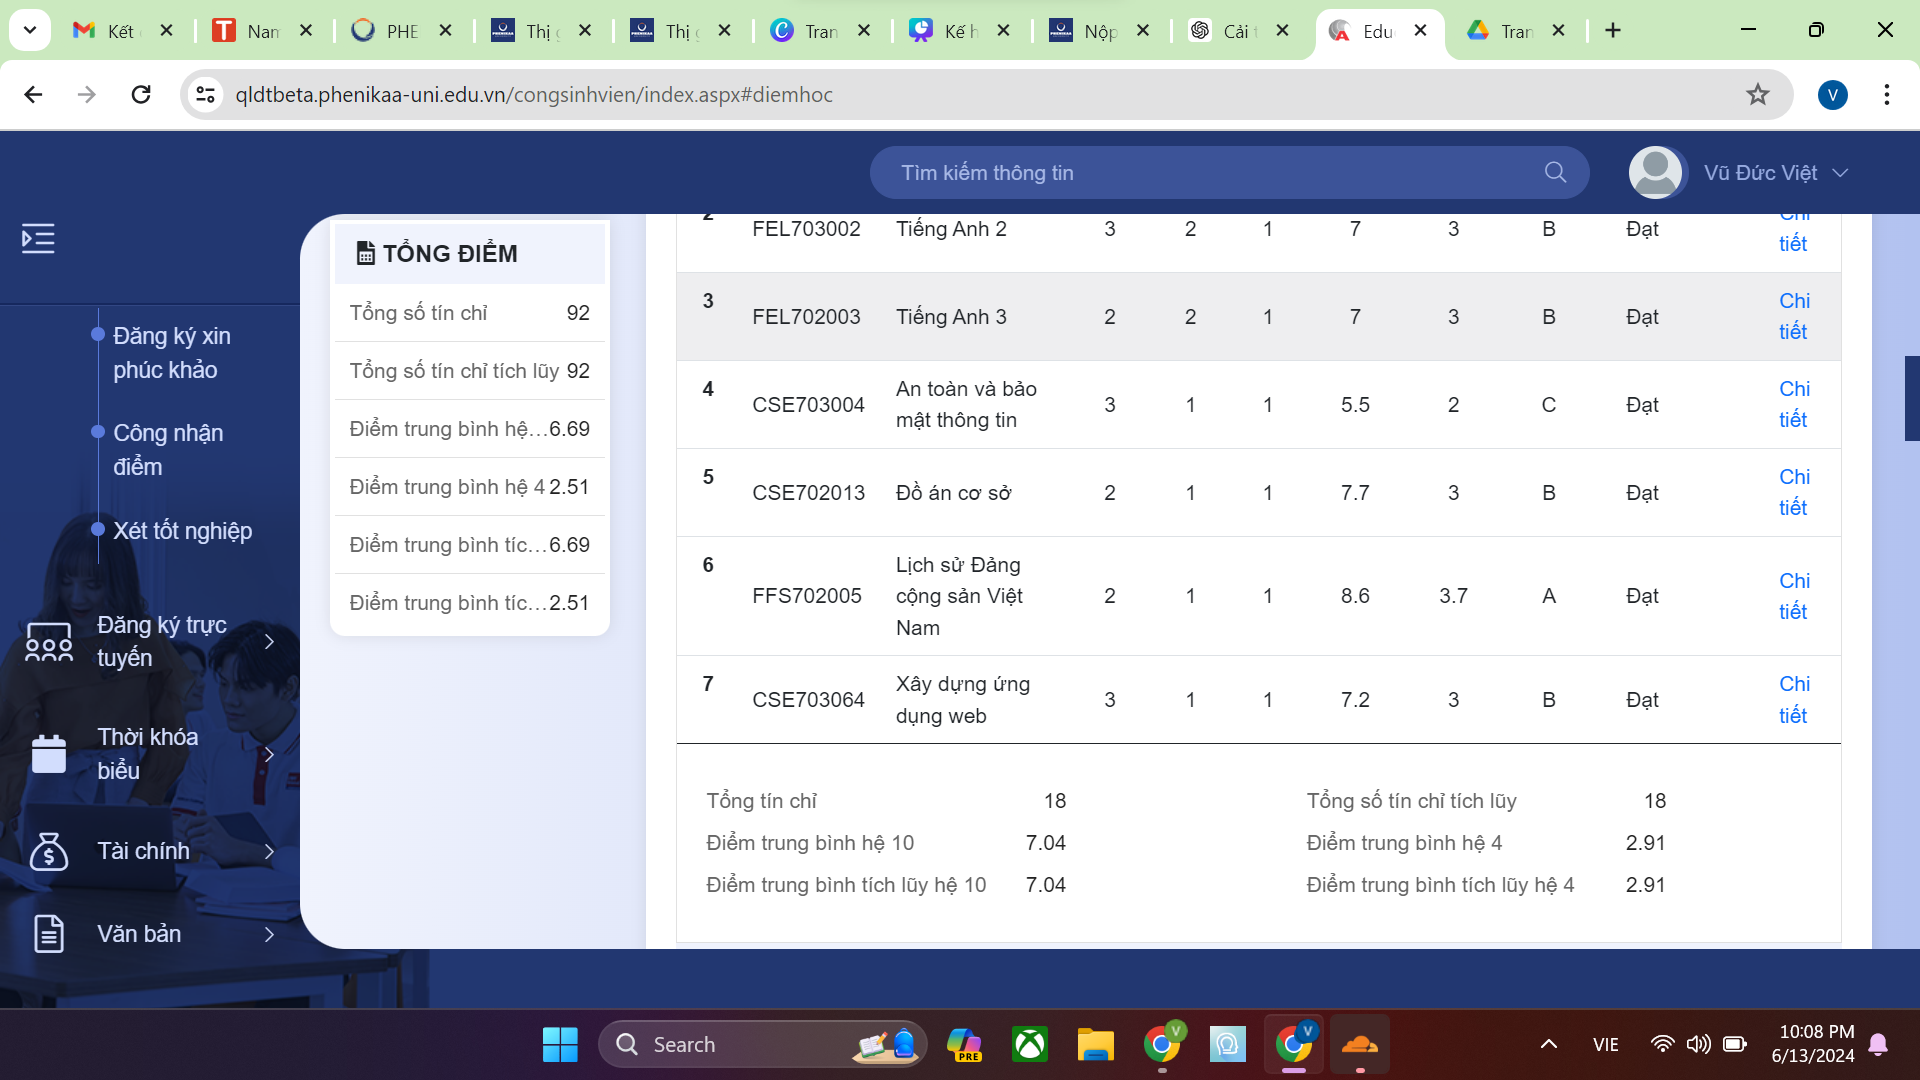 Kết
Nam
PHE
Thị g
Thị g
Tran
Kế h
Nộp
Cải t
Edu
Tran
qldtbeta.phenikaa-uni.edu.vn/congsinhvien/index.aspx#diemhoc
V
Tìm kiếm thông tin
Vũ Đức Việt
Đăng ký xin
phúc khảo
Công nhận
điểm
Xét tốt nghiệp
Đăng ký trực
tuyến
Thời khóa
biểu
Tài chính
Văn bản
TỔNG ĐIỂM
Tổng số tín chỉ 92
Tổng số tín chỉ tích lũy 92
Điểm trung bình hệ... 6.69
Điểm trung bình hệ 4 2.51
Điểm trung bình tíc... 6.69
Điểm trung bình tíc... 2.51
2 FEL703002 Tiếng Anh 2 3 2 1 7 3 B Đạt Chi tiết
3 FEL702003 Tiếng Anh 3 2 2 1 7 3 B Đạt Chi tiết
4 CSE703004 An toàn và bảo mật thông tin 3 1 1 5.5 2 C Đạt Chi tiết
5 CSE702013 Đồ án cơ sở 2 1 1 7.7 3 B Đạt Chi tiết
6 FFS702005 Lịch sử Đảng cộng sản Việt Nam 2 1 1 8.6 3.7 A Đạt Chi tiết
7 CSE703064 Xây dựng ứng dụng web 3 1 1 7.2 3 B Đạt Chi tiết
Tổng tín chỉ 18 Tổng số tín chỉ tích lũy 18
Điểm trung bình hệ 10 7.04 Điểm trung bình hệ 4 2.91
Điểm trung bình tích lũy hệ 10 7.04 Điểm trung bình tích lũy hệ 4 2.91
Search
PRE
V
V
VIE
10:08 PM
6/13/2024